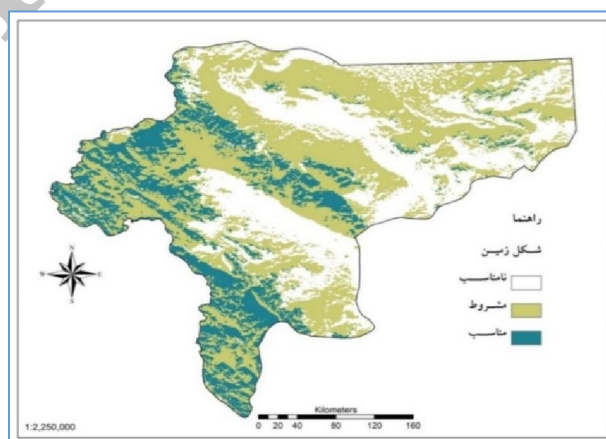 راهنما
شکل زمین
نامناسب
مشروط
مناسب
N
W E
S
Kilometers
0 20 40 80 120 160
1:2,250,000